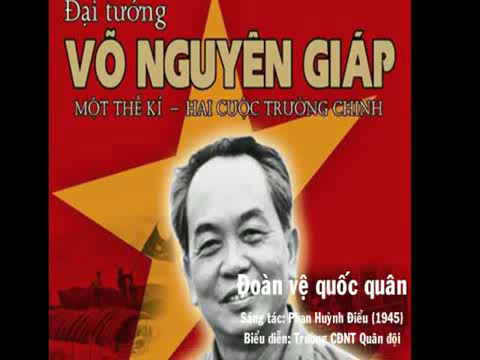 Đại tướng
VÕ NGUYÊN GIÁP
MỘT THẾ KỈ – HAI CUỘC TRƯỜNG CHINH
Đoàn vệ quốc quân
Sáng tác: Phan Huỳnh Điểu (1945)
Biểu diễn: Trường CĐNT Quân đội